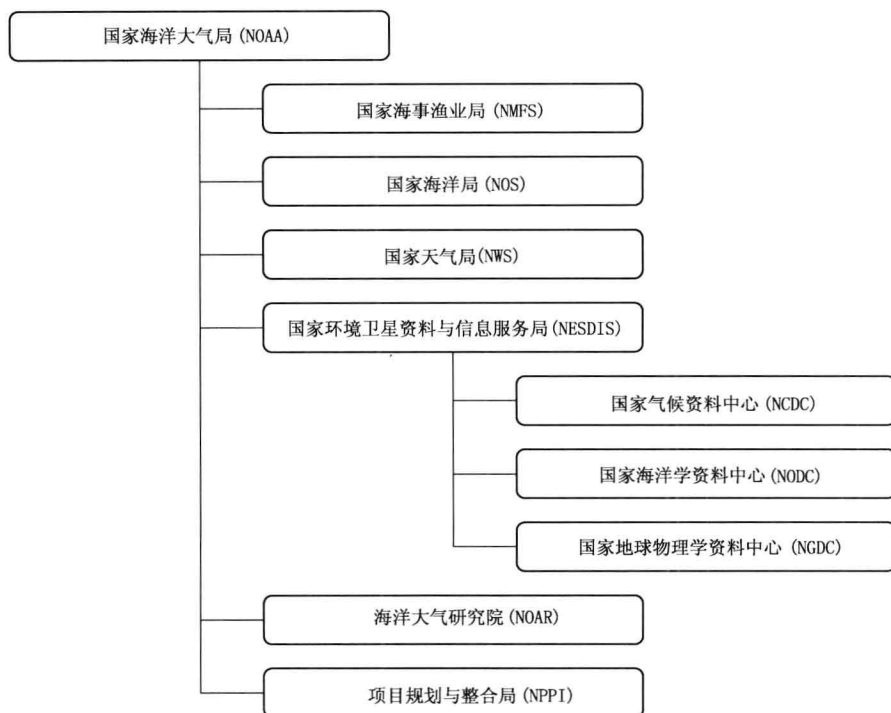 国家海洋大气局(NOAA)
国家海事渔业局(NMFS)
国家海洋局(NOS)
国家天气局(NWS)
国家环境卫星资料与信息服务局(NESDIS)
国家气候资料中心(NCDC)
国家海洋学资料中心(NODC)
国家地球物理学资料中心(NGDC)
海洋大气研究院(NOAR)
项目规划与整合局(NPPI)